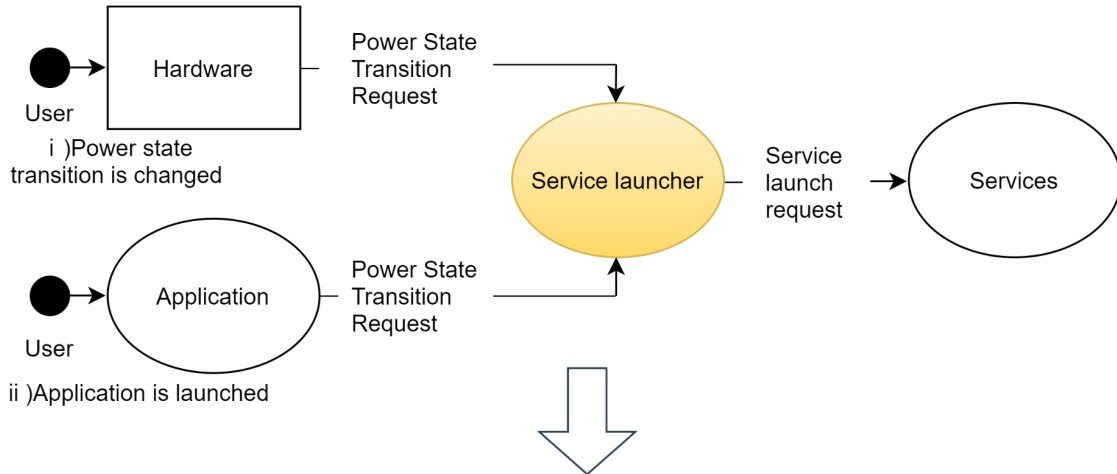 Hardware
Power State
Transition
Request
User
i )Power state
transition is changed
Service launcher
Service
launch
request
Services
Application
Power State
Transition
Request
User
ii )Application is launched